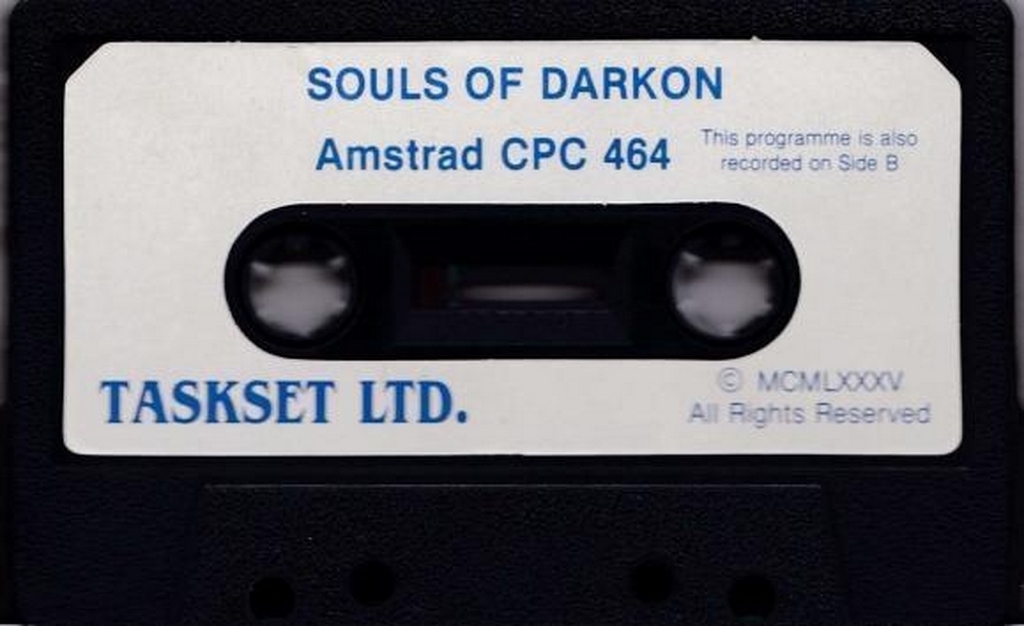 SOULS OF DARKON
Amstrad CPC 464
This programme is also
recorded on Side B
TASKSET LTD.
© MCMLXXXV
All Rights Reserved